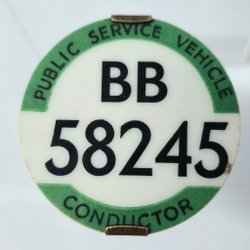 PUBLIC SERVICE VEHICLE
BB
58245
CONDUCTOR